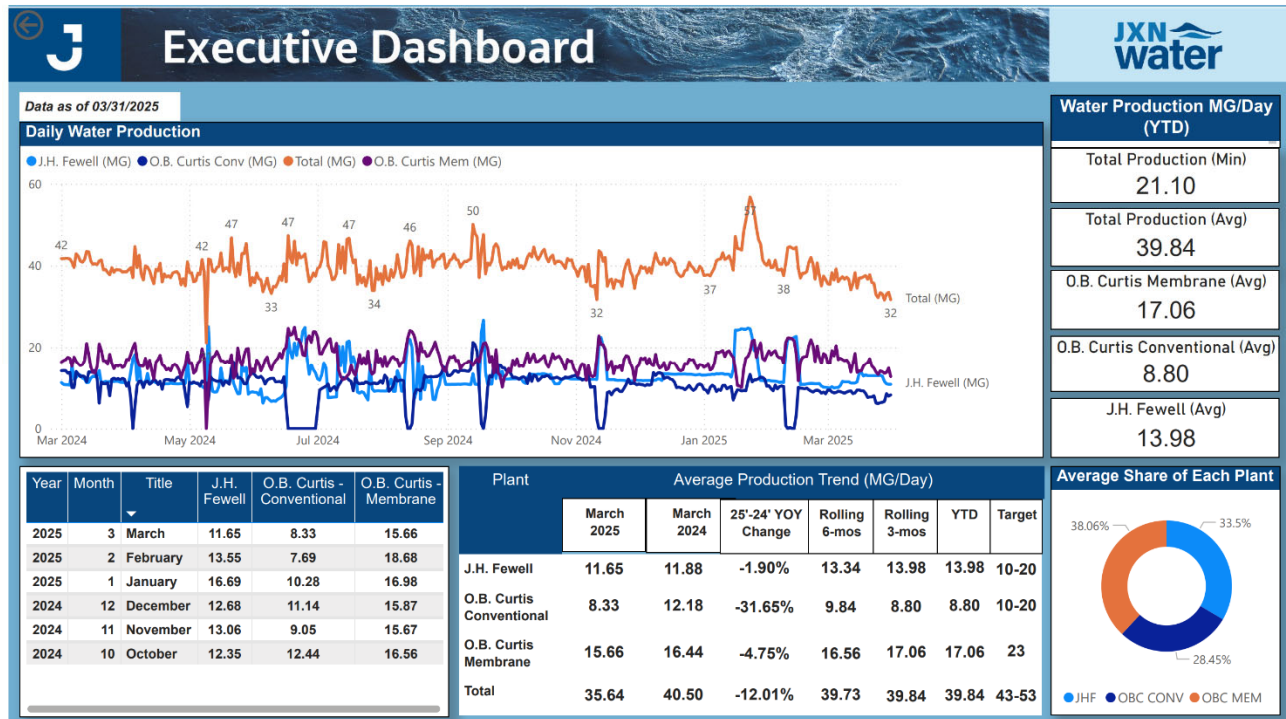 J
Executive Dashboard
JXN
water
Data as of 03/31/2025
Daily Water Production
J.H. Fewell (MG) O.B. Curtis Conv (MG) Total (MG) O.B. Curtis Mem (MG)
60
40
20
0
42
42
47
33
47
47
34
46
50
32
37
57
38
32
Total (MG)
J.H. Fewell (MG)
Mar 2024 May 2024 Jul 2024 Sep 2024 Nov 2024 Jan 2025 Mar 2025
Water Production MG/Day
(YTD)
Total Production (Min)
21.10
Total Production (Avg)
39.84
O.B. Curtis Membrane (Avg)
17.06
O.B. Curtis Conventional (Avg)
8.80
J.H. Fewell (Avg)
13.98
Year Month Title J.H. Fewell O.B. Curtis - Conventional O.B. Curtis - Membrane
2025 3 March 11.65 8.33 15.66
2025 2 February 13.55 7.69 18.68
2025 1 January 16.69 10.28 16.98
2024 12 December 12.68 11.14 15.87
2024 11 November 13.06 9.05 15.67
2024 10 October 12.35 12.44 16.56
Plant Average Production Trend (MG/Day)
March 2025 March 2024 25'-24' YOY Change Rolling 6-mos Rolling 3-mos YTD Target
J.H. Fewell 11.65 11.88 -1.90% 13.34 13.98 13.98 10-20
O.B. Curtis Conventional 8.33 12.18 -31.65% 9.84 8.80 8.80 10-20
O.B. Curtis Membrane 15.66 16.44 -4.75% 16.56 17.06 17.06 23
Total 35.64 40.50 -12.01% 39.73 39.84 39.84 43-53
Average Share of Each Plant
38.06%
33.5%
28.45%
JHF OBC CONV OBC MEM